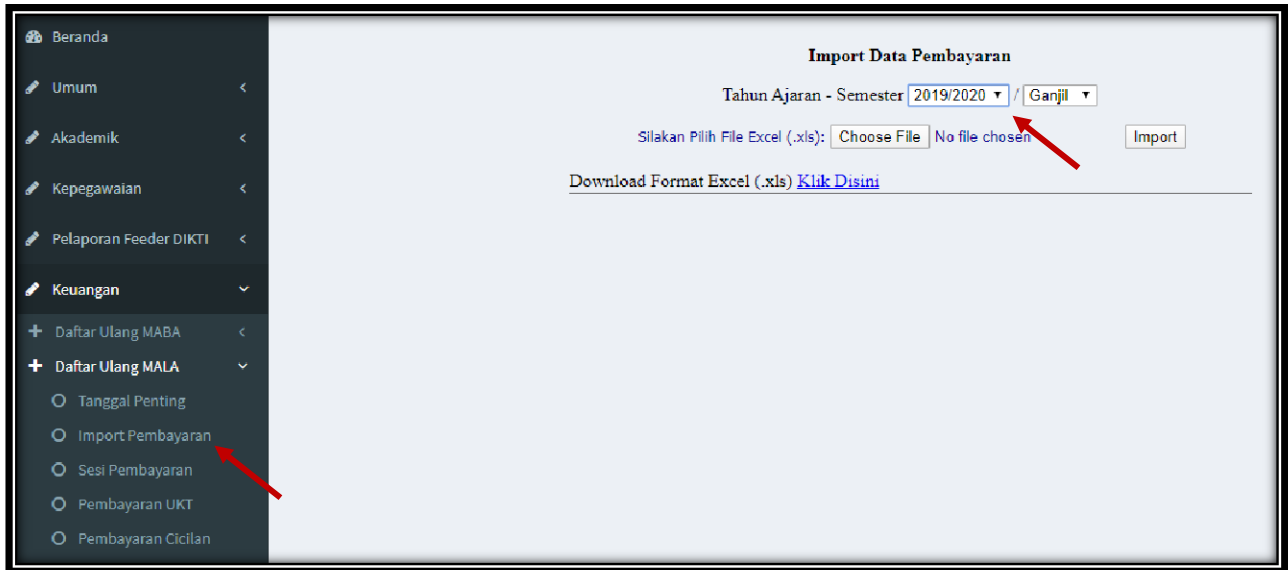 Beranda
Umum
Akademik
Kepegawaian
Pelaporan Feeder DIKTI
Keuangan
Daftar Ulang MABA
Daftar Ulang MALA
Tanggal Penting
Import Pembayaran
Sesi Pembayaran
Pembayaran UKT
Pembayaran Cicilan
Import Data Pembayaran
Tahun Ajaran - Semester 2019/2020 / Ganjil
Silakan Pilih File Excel (.xls): Choose File No file chosen Import
Download Format Excel (.xls) Klik Disini